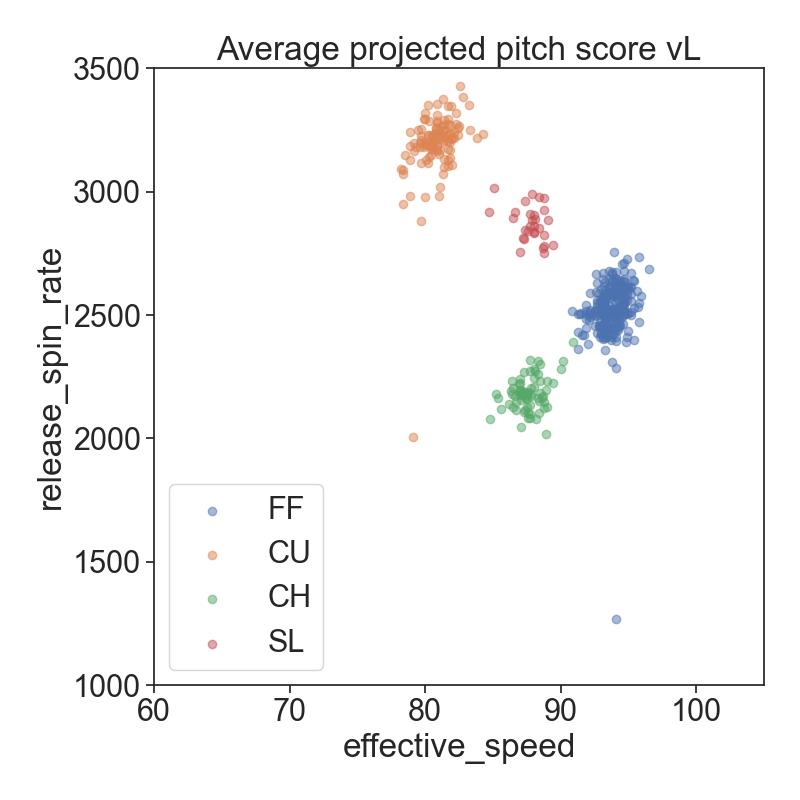 Average projected pitch score vL
release_spin_rate
3500
3000
2500
2000
1500
1000
FF
CU
CH
SL
60 70 80 90 100
effective_speed